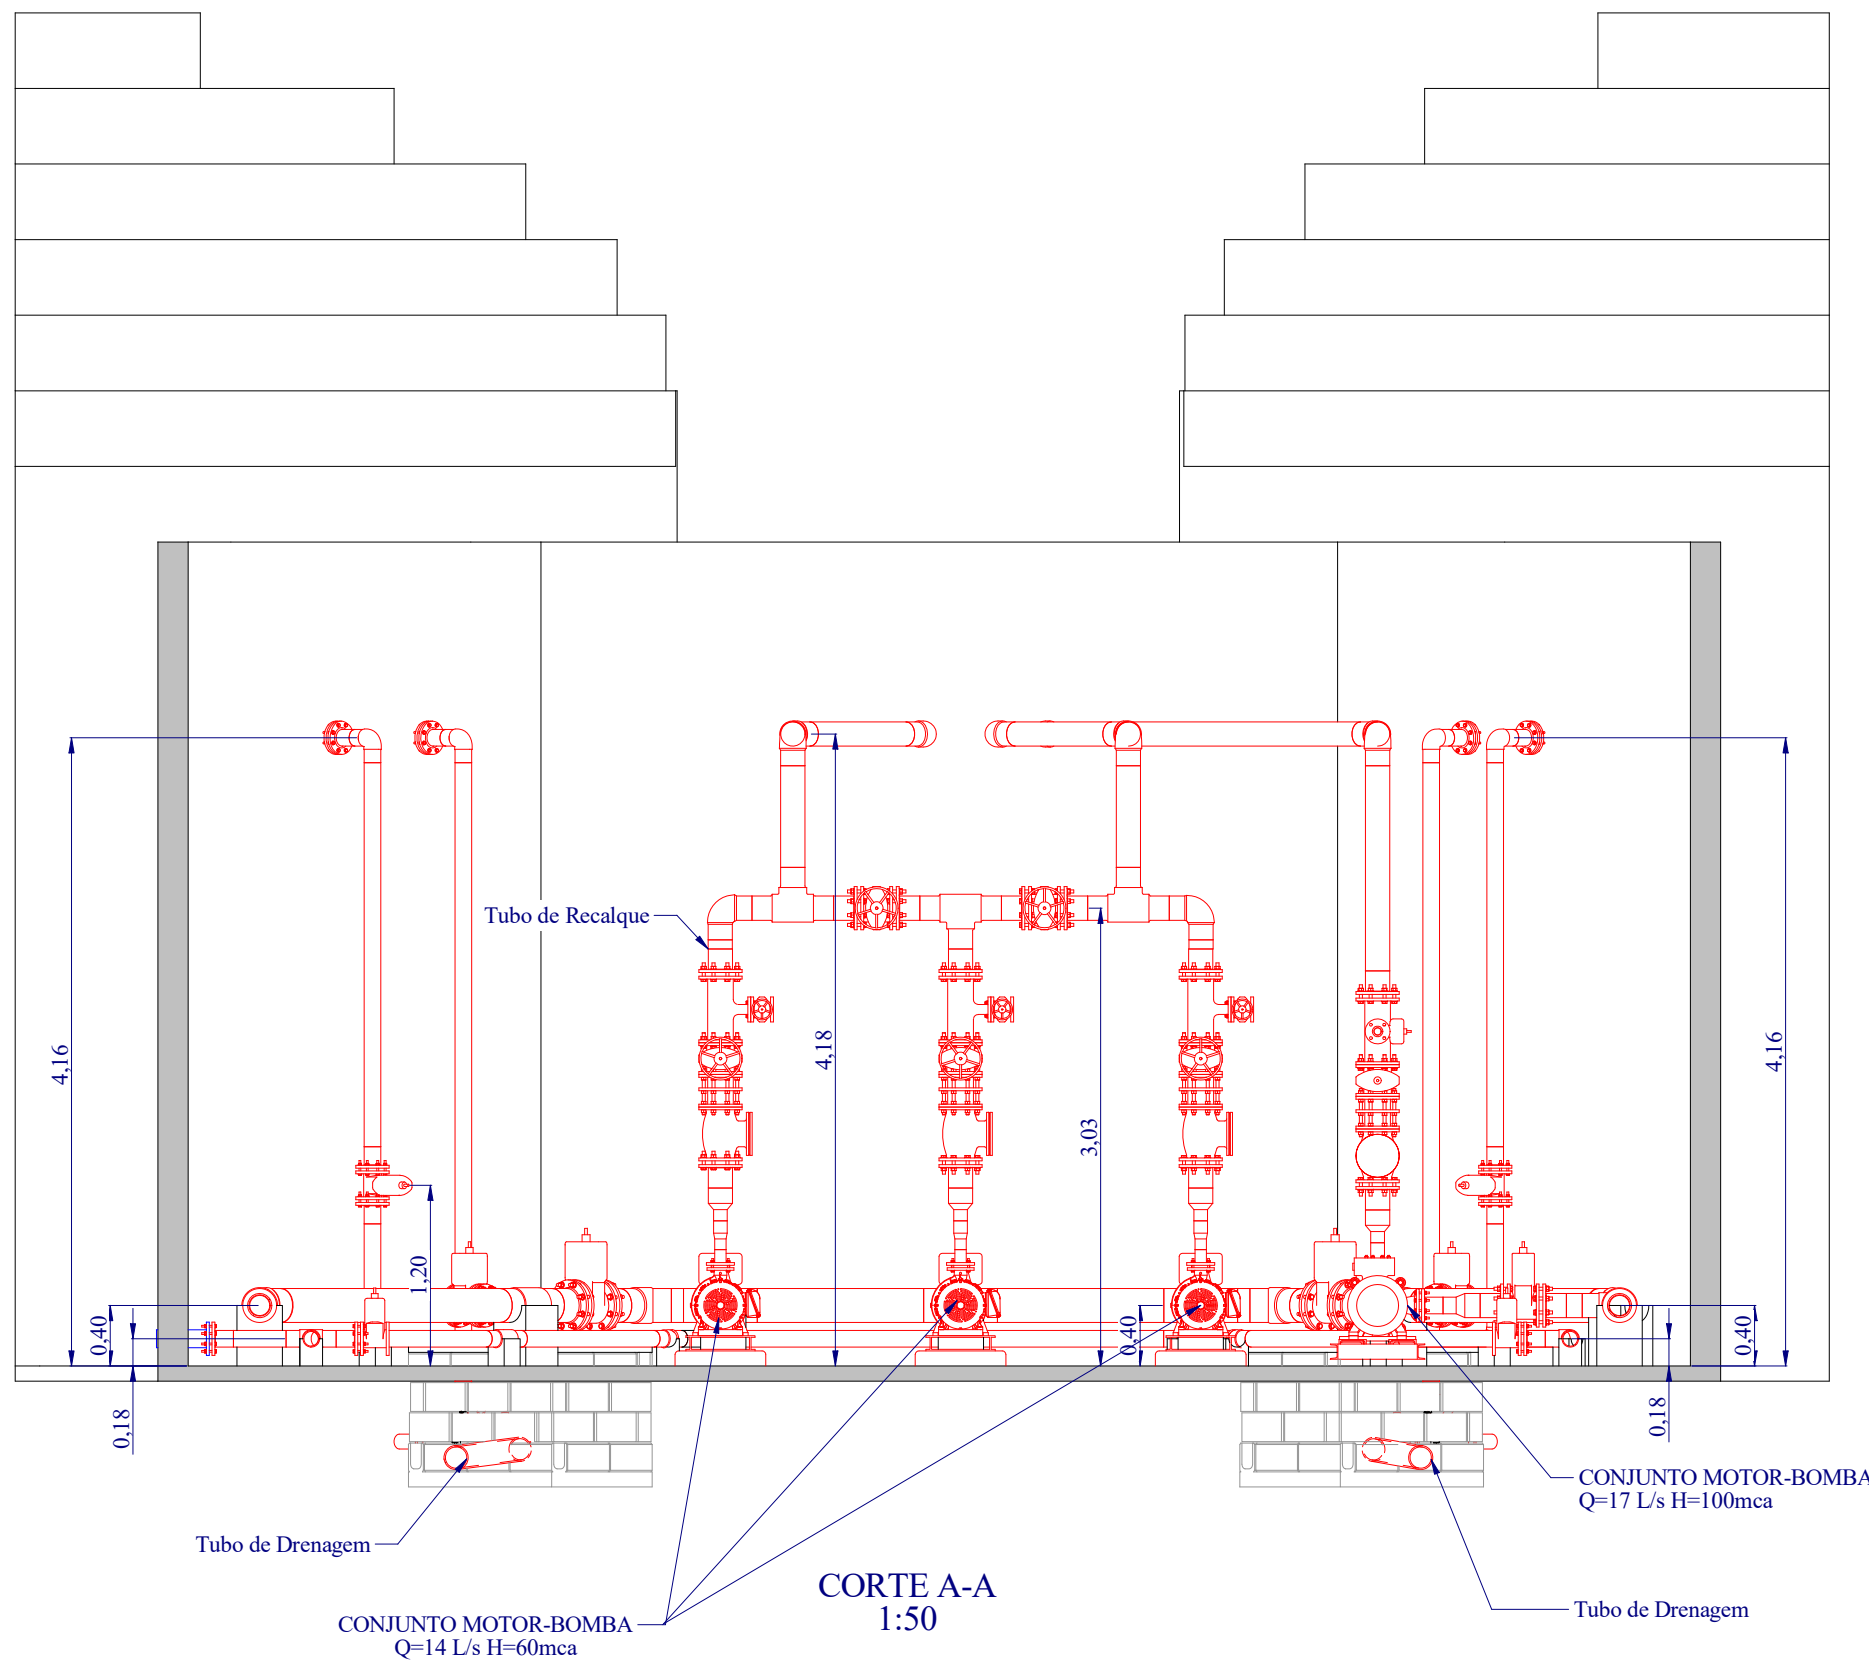 Tubo de Recalque
4,16
4,18
4,16
3,03
1,20
0,40
0,40
0,40
0,18
0,18
CONJUNTO MOTOR-BOMBA
Q=17 L/s H=100mca
Tubo de Drenagem
CORTE A-A
1:50
Tubo de Drenagem
CONJUNTO MOTOR-BOMBA
Q=14 L/s H=60mca